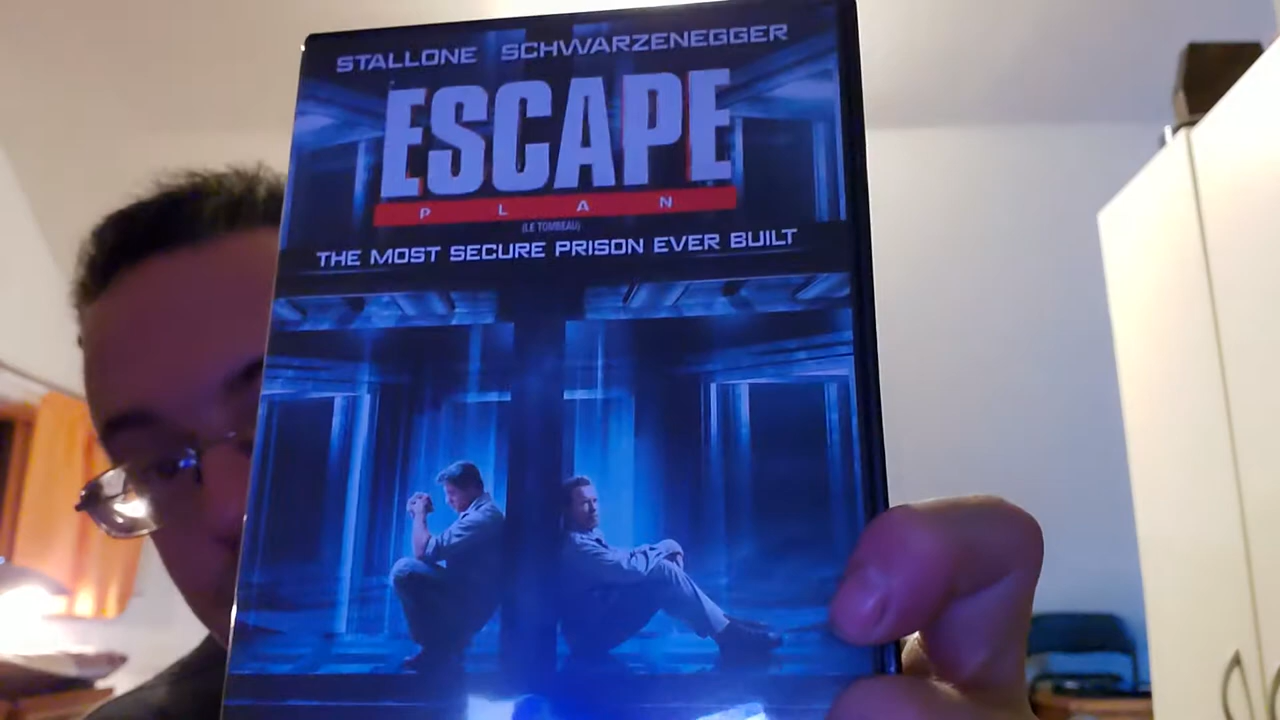 STALLONE SCHWARZENEGGER
ESCAPE
PLAN
(LE TOMBEAU)
THE MOST SECURE PRISON EVER BUILT